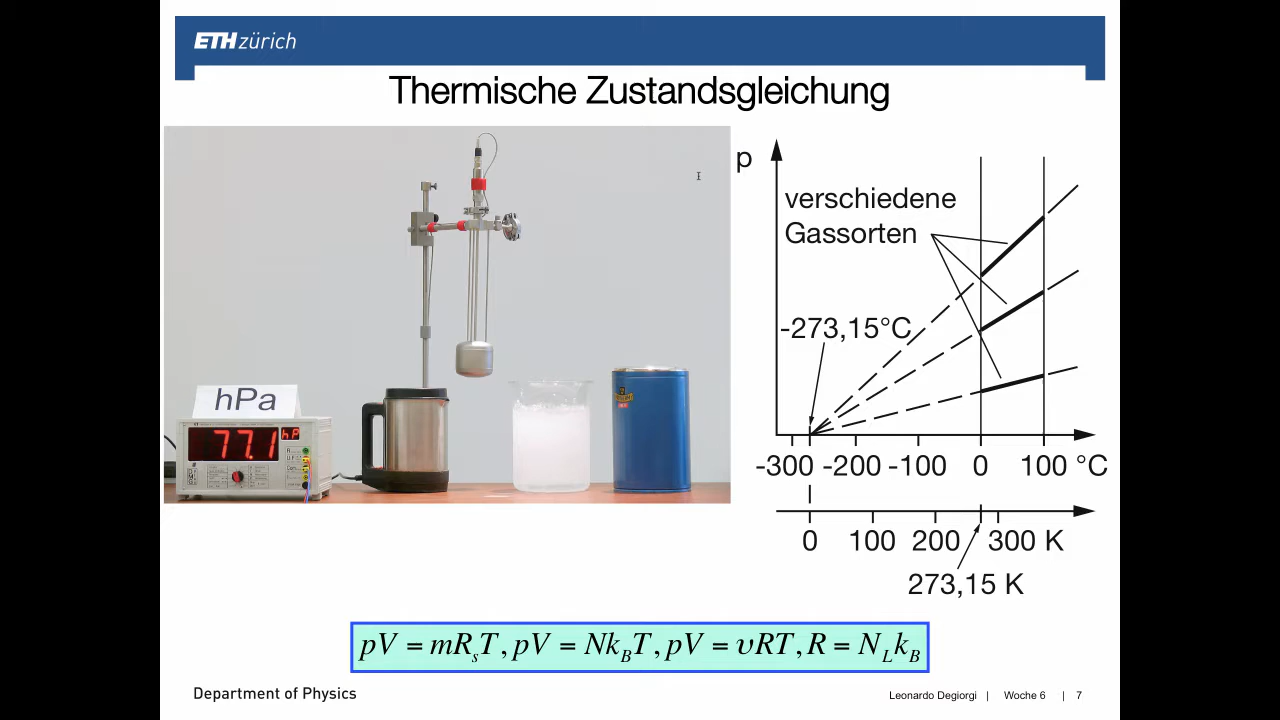 ETH zürich
Thermische Zustandsgleichung
hPa
77.1 hP
p
verschiedene
Gassorten
-273,15°C
-300 -200 -100 0 100 °C
0 100 200 300 K
273,15 K
pV = mR_sT, pV = Nk_BT, pV = υRT, R = N_Lk_B
Department of Physics
Leonardo Degiorgi | Woche 6 | 7